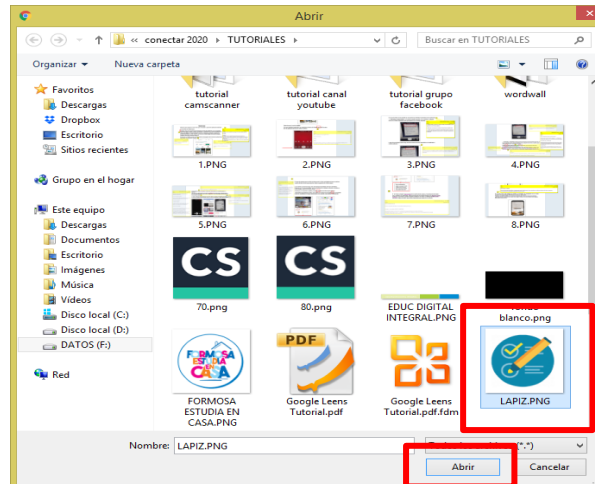 Abrir
« conectar 2020 ▸ TUTORIALES ▸
Buscar en TUTORIALES
Organizar
Nueva carpeta
Favoritos
Descargas
Dropbox
Escritorio
Sitios recientes
Grupo en el hogar
Este equipo
Descargas
Documentos
Escritorio
Imágenes
Música
Vídeos
Disco local (C:)
Disco local (D:)
DATOS (F:)
Red
tutorial camscanner
tutorial canal youtube
tutorial grupo facebook
wordwall
1.PNG
2.PNG
3.PNG
4.PNG
5.PNG
6.PNG
7.PNG
8.PNG
CS
70.png
CS
80.png
EDUC DIGITAL INTEGRAL.PNG
blanco.png
FORMOSA ESTUDIA EN CASA
FORMOSA ESTUDIA EN CASA.PNG
PDF
Google Leens Tutorial.pdf
Google Leens Tutorial.pdf.fdm
LAPIZ.PNG
Nombre:
LAPIZ.PNG
(*.*)
Abrir
Cancelar